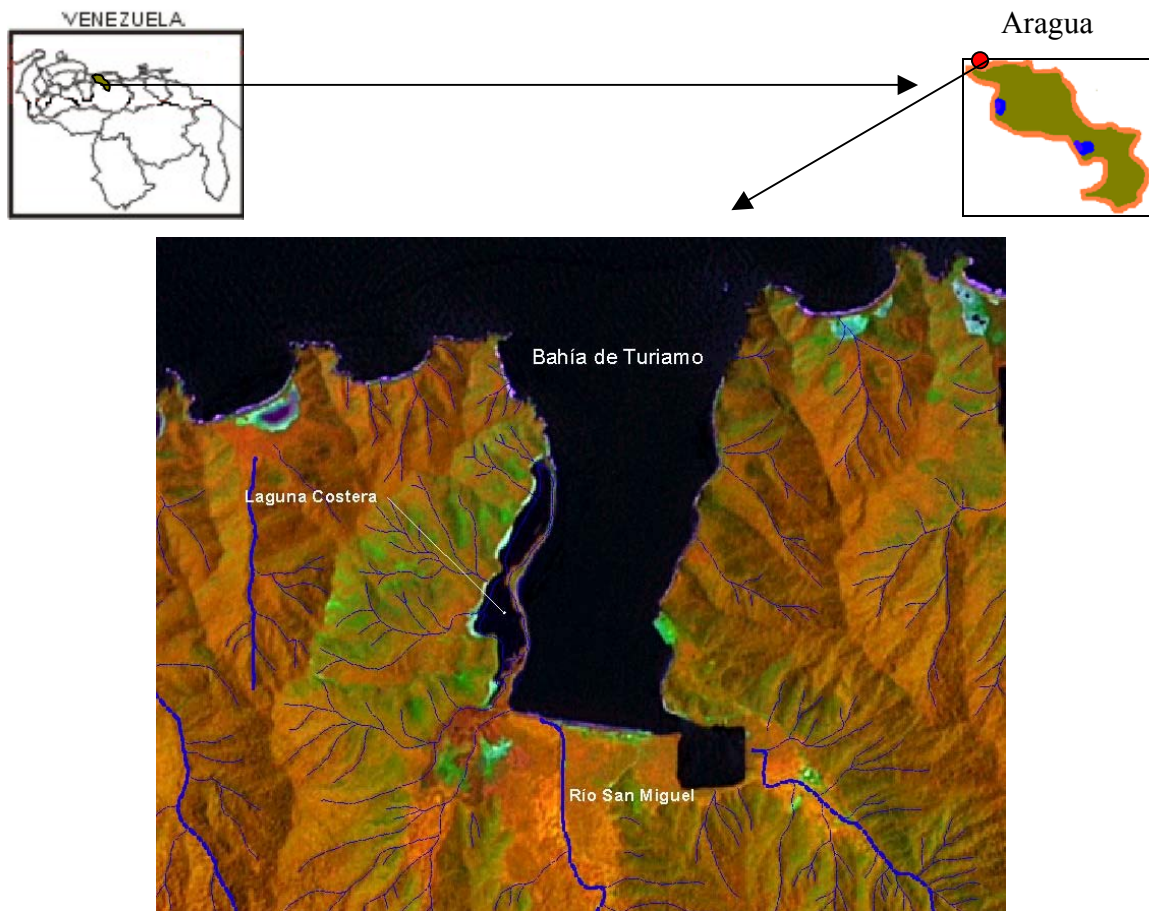 VENEZUELA
Aragua
Bahía de Turiamo
Laguna Costera
Río San Miguel